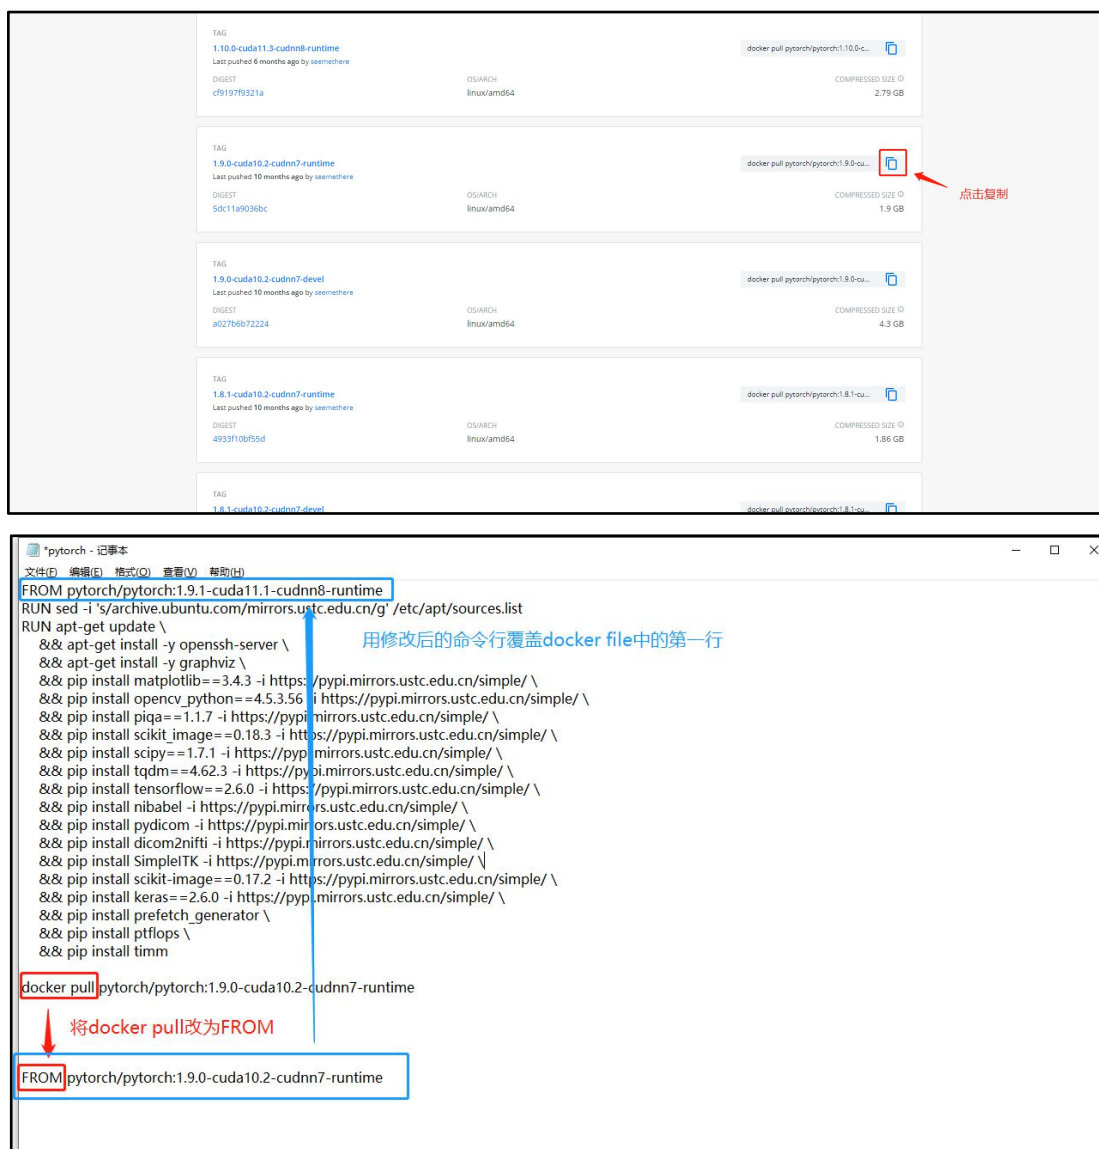 TAG
1.10.0-cuda11.3-cudnn8-runtime
docker pull pytorch/pytorch:1.10.0-c...
Last pushed 6 months ago by seemethere
DIGEST OS/ARCH COMPRESSED SIZE
cf9197f9321a linux/amd64 2.79 GB
TAG
1.9.0-cuda10.2-cudnn7-runtime
docker pull pytorch/pytorch:1.9.0-cu...
Last pushed 10 months ago by seemethere
点击复制
DIGEST OS/ARCH COMPRESSED SIZE
5dc11a9036bc linux/amd64 1.9 GB
TAG
1.9.0-cuda10.2-cudnn7-devel
docker pull pytorch/pytorch:1.9.0-cu...
Last pushed 10 months ago by seemethere
DIGEST OS/ARCH COMPRESSED SIZE
a027b6b72224 linux/amd64 4.3 GB
TAG
1.8.1-cuda10.2-cudnn7-runtime
docker pull pytorch/pytorch:1.8.1-cu...
Last pushed 10 months ago by seemethere
DIGEST OS/ARCH COMPRESSED SIZE
4933f10bf55d linux/amd64 1.86 GB
TAG
1.8.1-cuda10.2-cudnn7-devel
docker pull pytorch/pytorch:1.8.1-cu...
*pytorch - 记事本
文件(F) 编辑(E) 格式(O) 查看(V) 帮助(H)
FROM pytorch/pytorch:1.9.1-cuda11.1-cudnn8-runtime
RUN sed -i 's/archive.ubuntu.com/mirrors.ustc.edu.cn/g' /etc/apt/sources.list
RUN apt-get update \
用修改后的命令行覆盖docker file中的第一行
&& apt-get install -y openssh-server \
&& apt-get install -y graphviz \
&& pip install matplotlib==3.4.3 -i https://pypi.mirrors.ustc.edu.cn/simple/ \
&& pip install opencv_python==4.5.3.56 -i https://pypi.mirrors.ustc.edu.cn/simple/ \
&& pip install piqa==1.1.7 -i https://pypi.mirrors.ustc.edu.cn/simple/ \
&& pip install scikit_image==0.18.3 -i https://pypi.mirrors.ustc.edu.cn/simple/ \
&& pip install scipy==1.7.1 -i https://pypi.mirrors.ustc.edu.cn/simple/ \
&& pip install tqdm==4.62.3 -i https://pypi.mirrors.ustc.edu.cn/simple/ \
&& pip install tensorflow==2.6.0 -i https://pypi.mirrors.ustc.edu.cn/simple/ \
&& pip install nibabel -i https://pypi.mirrors.ustc.edu.cn/simple/ \
&& pip install pydicom -i https://pypi.mirrors.ustc.edu.cn/simple/ \
&& pip install dicom2nifti -i https://pypi.mirrors.ustc.edu.cn/simple/ \
&& pip install SimpleITK -i https://pypi.mirrors.ustc.edu.cn/simple/ \
&& pip install scikit-image==0.17.2 -i https://pypi.mirrors.ustc.edu.cn/simple/ \
&& pip install keras==2.6.0 -i https://pypi.mirrors.ustc.edu.cn/simple/ \
&& pip install prefetch_generator \
&& pip install ptflops \
&& pip install timm
docker pull pytorch/pytorch:1.9.0-cuda10.2-cudnn7-runtime
将docker pull改为FROM
FROM pytorch/pytorch:1.9.0-cuda10.2-cudnn7-runtime